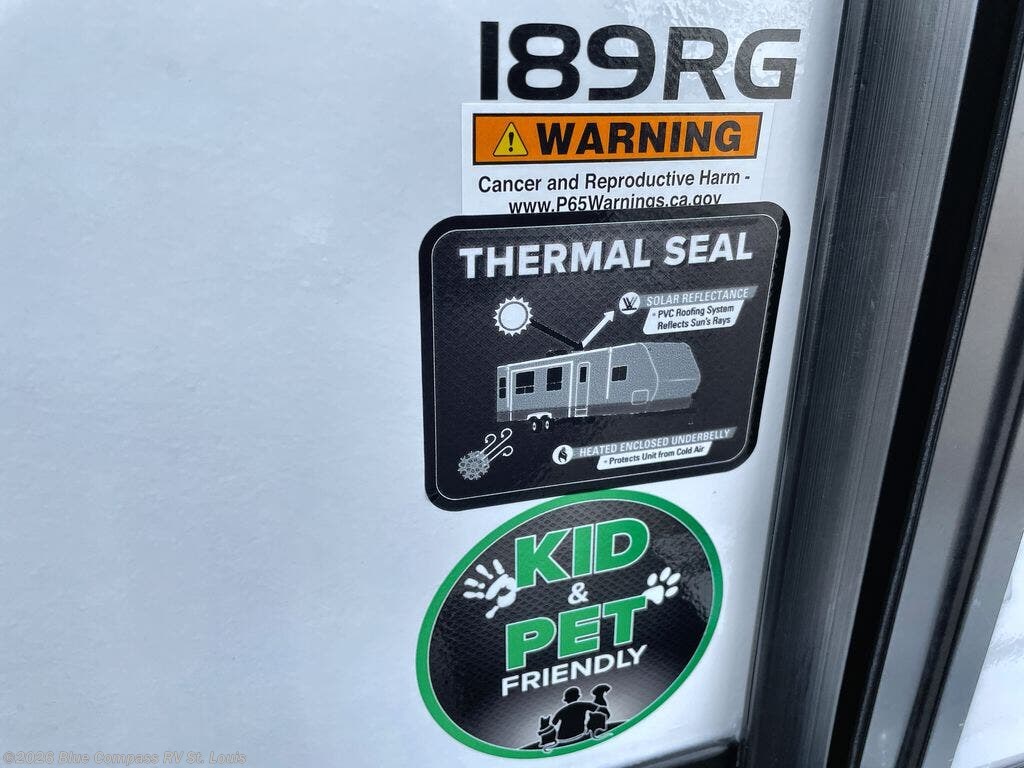 189RG
WARNING
Cancer and Reproductive Harm -
www.P65Warnings.ca.gov
THERMAL SEAL
SOLAR REFLECTANCE
• PVC Roofing System
Reflects Sun's Rays
HEATED ENCLOSED UNDERBELLY
• Protects Unit from Cold Air
KID
&
PET
FRIENDLY
©2026 Blue Compass RV St. Louis